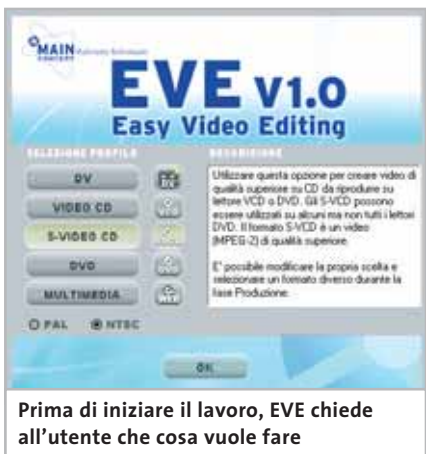 MAIN
CONCEPT
EVE v1.0
Easy Video Editing
SELEZIONE PROFILO
DESCRIZIONE
DV
VIDEO CD
S-VIDEO CD
DVD
MULTIMEDIA
PAL NTSC
Utilizzare questa opzione per creare video di
qualità superiore su CD da riprodurre su
lettore VCD o DVD. Gli S-VCD possono
essere utilizzati su alcuni ma non tutti i lettori
DVD. Il formato S-VCD è un video
(MPEG-2) di qualità superiore.
E' possibile modificare la propria scelta e
selezionare un formato diverso durante la
fase Produzione.
OK
Prima di iniziare il lavoro, EVE chiede
all'utente che cosa vuole fare